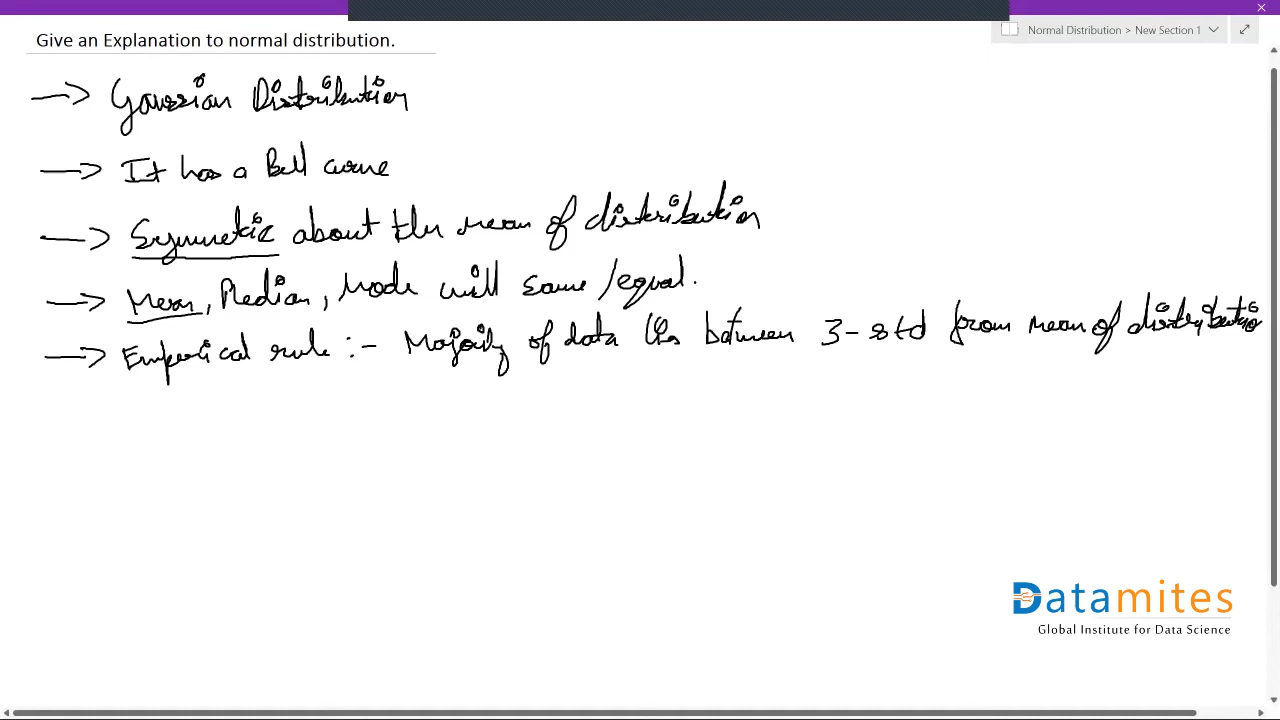 Normal Distribution > New Section 1
Give an Explanation to normal distribution.
→ Gaussian Distribution
→ It has a Bell curve
→ Symmetric about the mean of distribution
→ Mean, Median, Mode will same/equal.
→ Emperical rule :- Majority of data lies between 3-std from mean of distribution
Datamites
Global Institute for Data Science